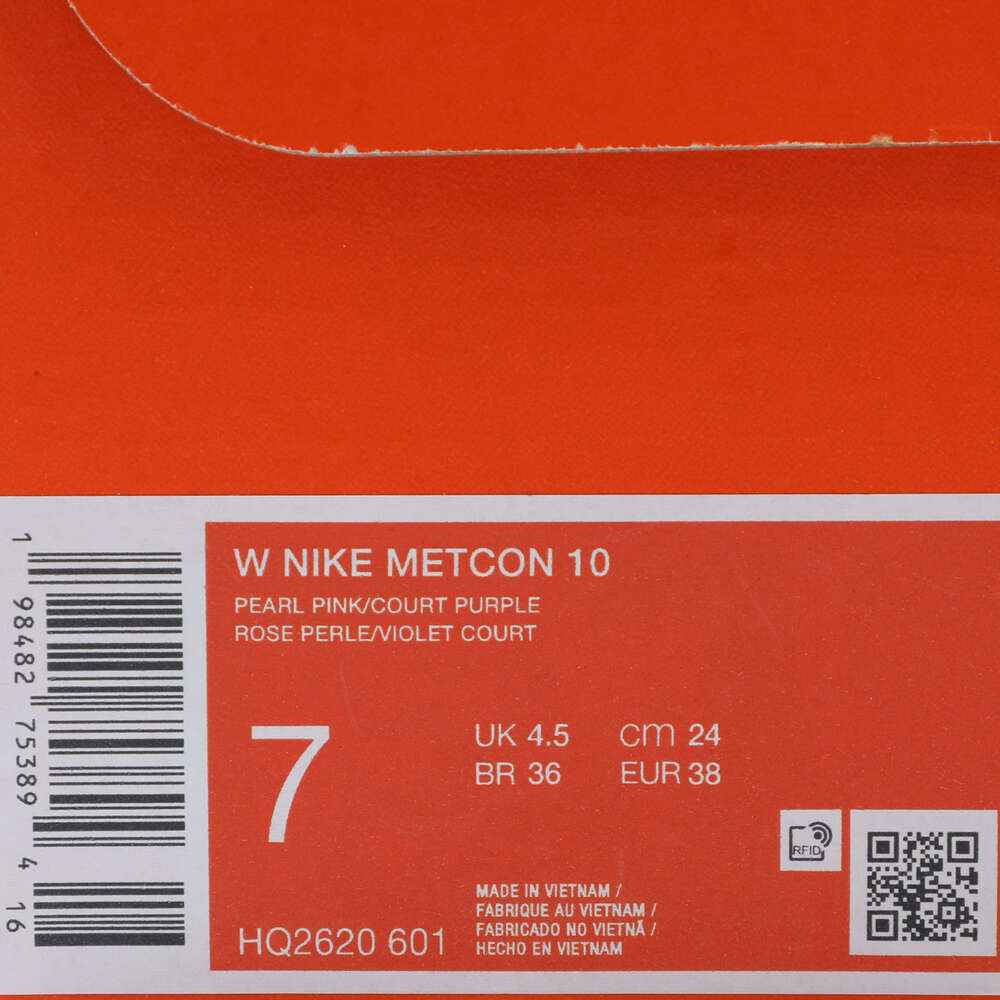 W NIKE METCON 10
PEARL PINK/COURT PURPLE
ROSE PERLE/VIOLET COURT
7
UK 4.5 cm 24
BR 36 EUR 38
RFID
MADE IN VIETNAM /
FABRIQUE AU VIETNAM /
FABRICADO NO VIETNÃ /
HECHO EN VIETNAM
HQ2620 601
1 98482 75389 4 16